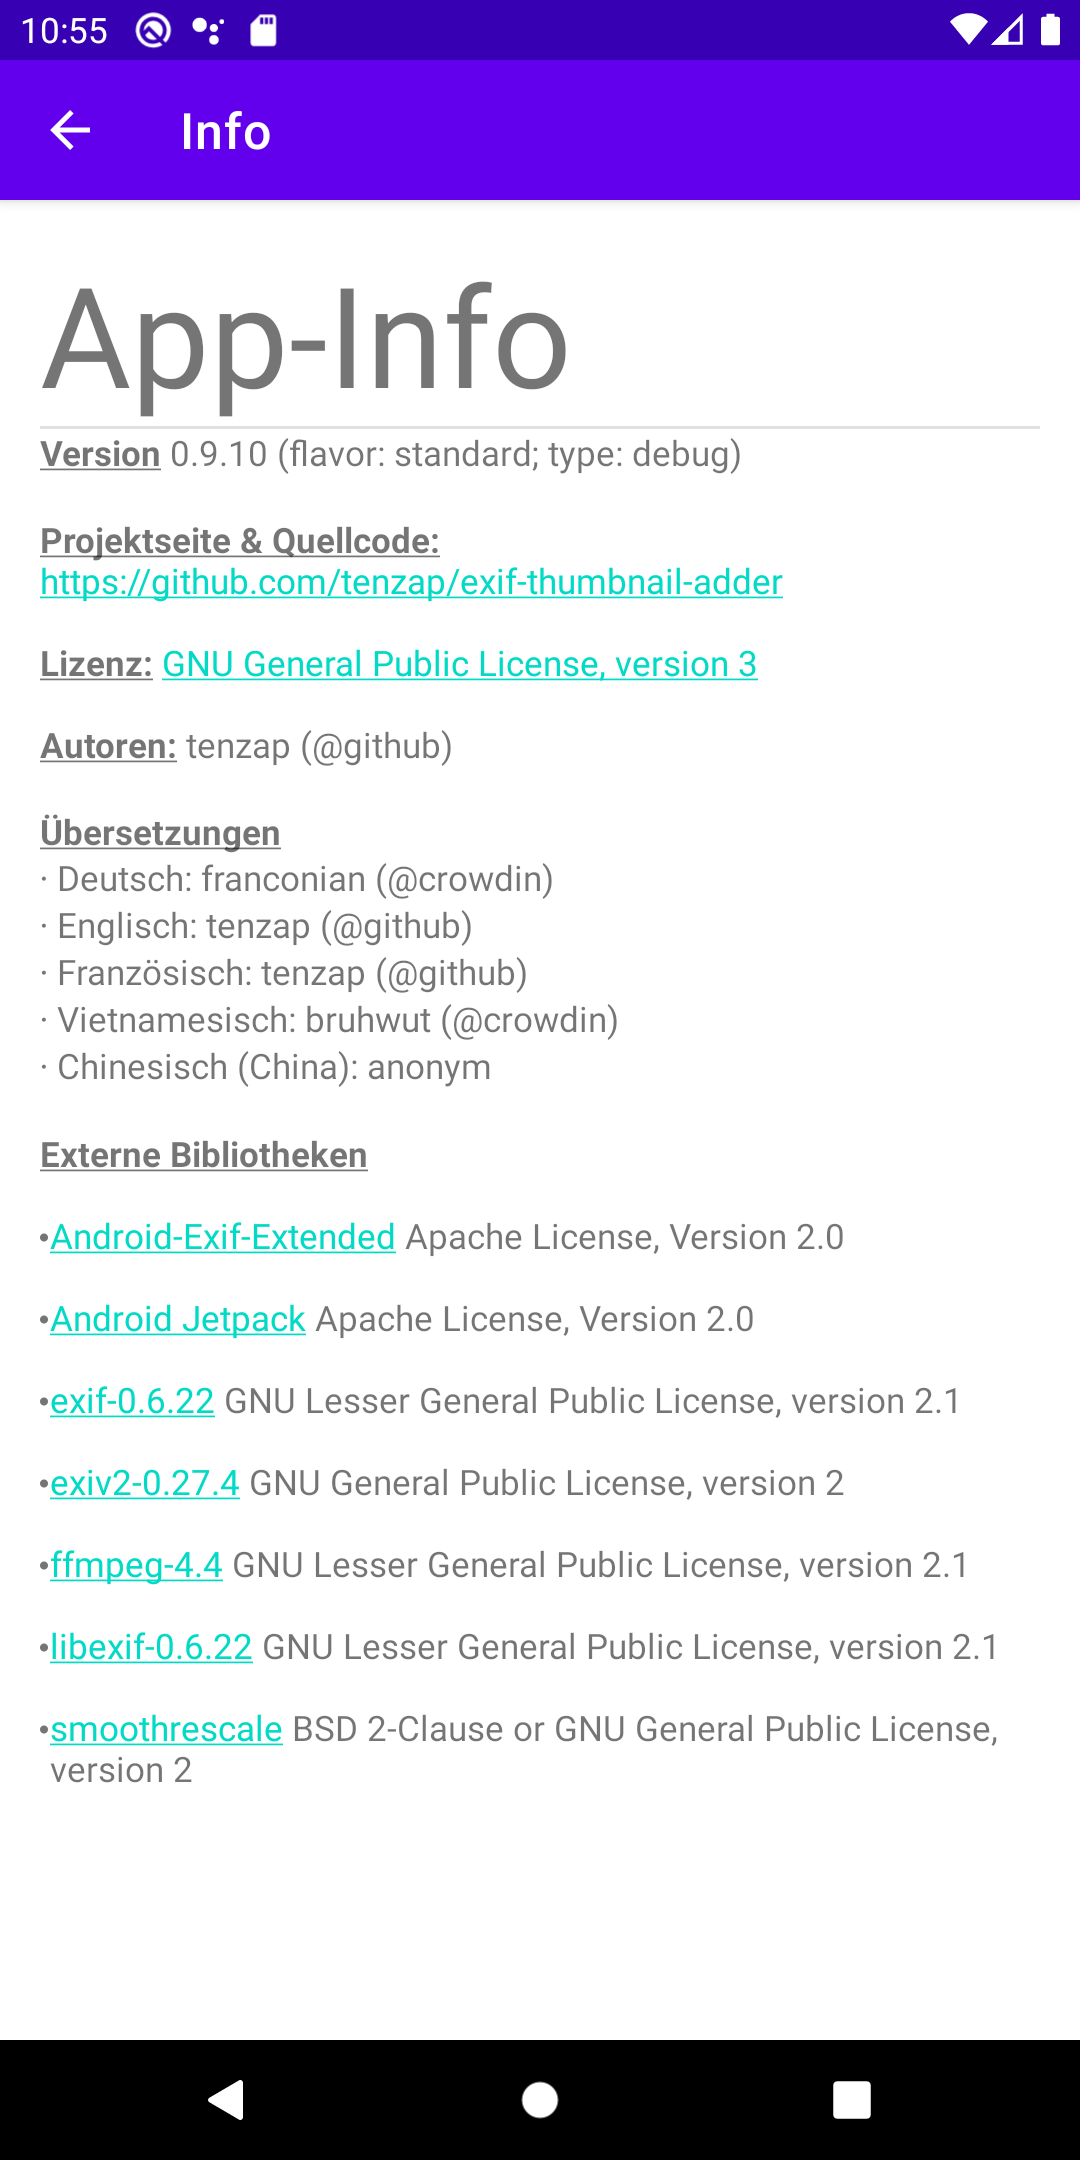 10:55
Info
App-Info
Version 0.9.10 (flavor: standard; type: debug)
Projektseite & Quellcode:
https://github.com/tenzap/exif-thumbnail-adder
Lizenz: GNU General Public License, version 3
Autoren: tenzap (@github)
Übersetzungen
· Deutsch: franconian (@crowdin)
· Englisch: tenzap (@github)
· Französisch: tenzap (@github)
· Vietnamesisch: bruhwut (@crowdin)
· Chinesisch (China): anonym
Externe Bibliotheken
•Android-Exif-Extended Apache License, Version 2.0
•Android Jetpack Apache License, Version 2.0
•exif-0.6.22 GNU Lesser General Public License, version 2.1
•exiv2-0.27.4 GNU General Public License, version 2
•ffmpeg-4.4 GNU Lesser General Public License, version 2.1
•libexif-0.6.22 GNU Lesser General Public License, version 2.1
•smoothrescale BSD 2-Clause or GNU General Public License,
version 2